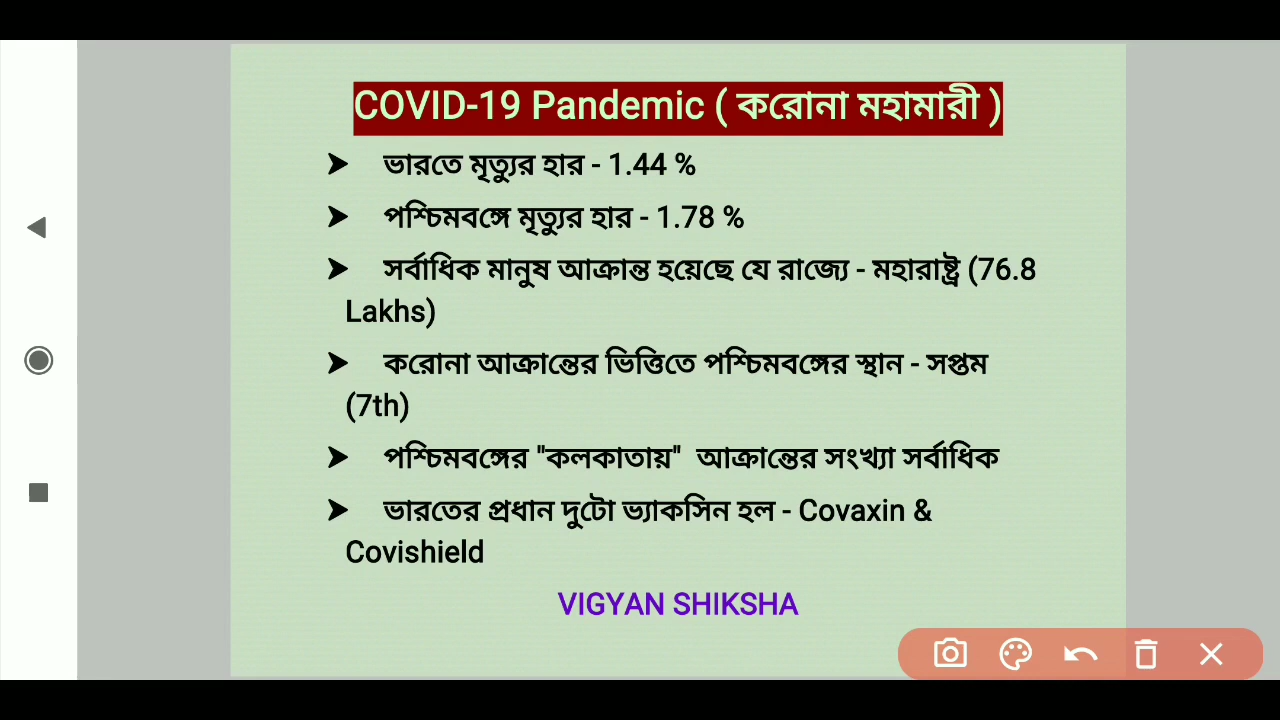 COVID-19 Pandemic ( করোনা মহামারী )
➤ ভারতে মৃত্যুর হার - 1.44 %
➤ পশ্চিমবঙ্গে মৃত্যুর হার - 1.78 %
➤ সর্বাধিক মানুষ আক্রান্ত হয়েছে যে রাজ্যে - মহারাষ্ট্র (76.8
Lakhs)
➤ করোনা আক্রান্তের ভিত্তিতে পশ্চিমবঙ্গের স্থান - সপ্তম
(7th)
➤ পশ্চিমবঙ্গের "কলকাতায়" আক্রান্তের সংখ্যা সর্বাধিক
➤ ভারতের প্রধান দুটো ভ্যাকসিন হল - Covaxin &
Covishield
VIGYAN SHIKSHA